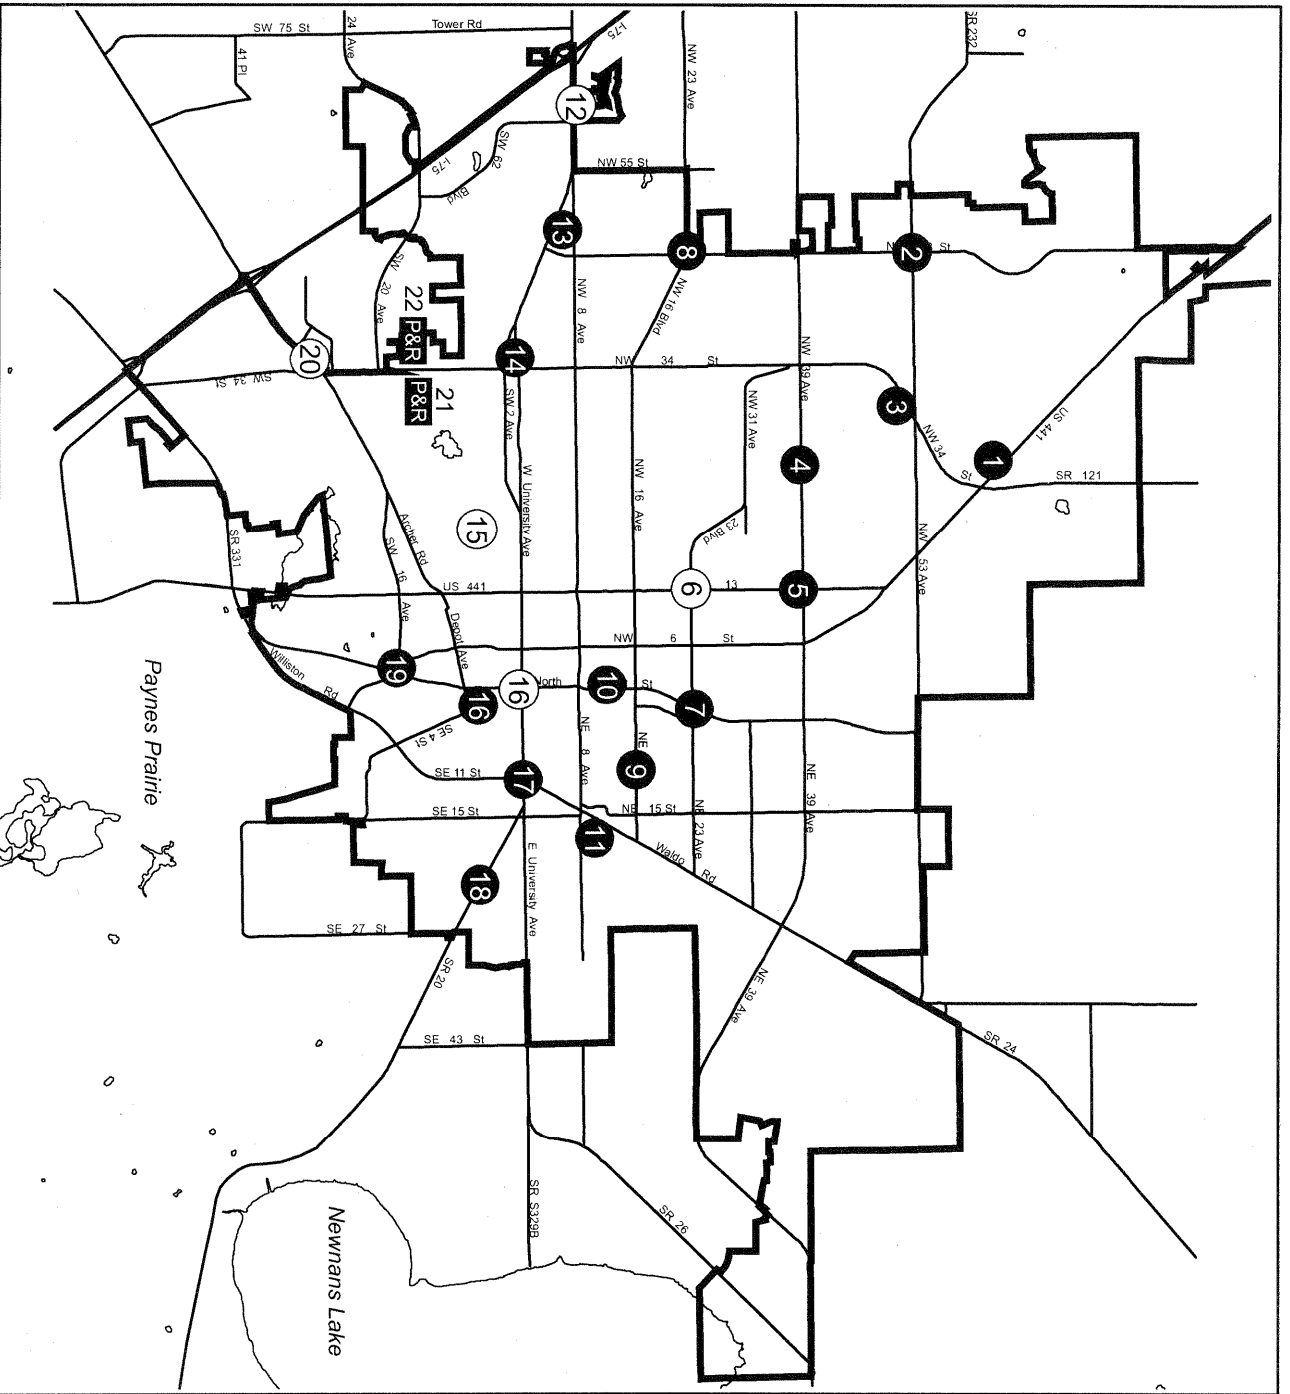 SW 75 St
Tower Rd
24 Ave
41 Pl
I-75
NW 23 Ave
SR 232
12
SW 62
Blvd
I-75
NW 55 St
13
8
2
St
SW
20 Ave
22
P&R
NW 8 Ave
NW 16 Blvd
20
14
NW 34 St
NW 39 Ave
SW 34 St
21
P&R
SW 2 Ave
NW 31 Ave
3
NW 34
St
US 441
1
SR 121
4
W University Ave
NW 16 Ave
15
23 Blvd
NW 53 Ave
SR 331
Archer Rd
SW 16 Ave
US 441
6
13
5
Depot Ave
NW 6 St
Williston Rd
19
16
North
10
St
16
7
Paynes Prairie
SE 4 St
NE 8 Ave
NE
9
SE 11 St
17
SE 15 St
NE 15 St
NE 23 Ave
NE 39 Ave
11
Waldo Rd
18
E University Ave
SE 27 St
SR 20
NE 39 Ave
SE 43 St
SR 24
SR S329B
SR 26
Newnans Lake